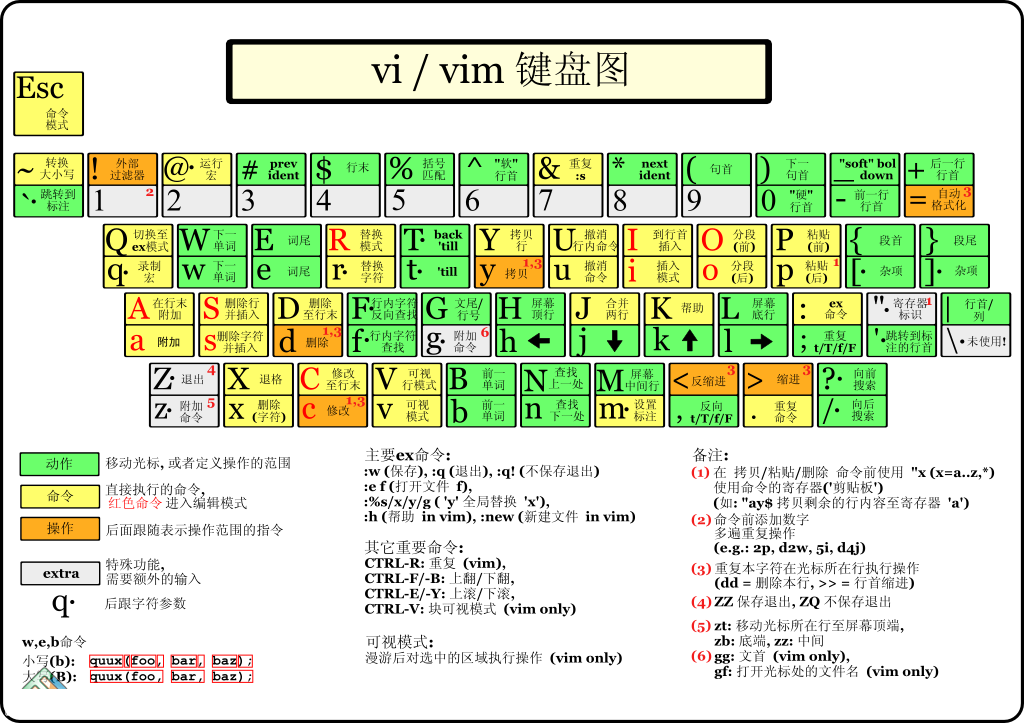 vi / vim 键盘图
Esc
命令
模式
~ 转换
大小写
! 外部
过滤器
@· 运行
宏
# prev
ident
$ 行末
% 括号
匹配
^ "软"
行首
& 重复
:s
* next
ident
( 句首
) 下一
句首
"soft" bol
_ down
+ 后一行
行首
`· 跳转到
标注
1 2
2
3
4
5
6
7
8
9
0 "硬"
行首
- 前一行
行首
= 自动 3
格式化
Q 切换至
ex模式
W 下一
单词
E 词尾
R 替换
模式
T· back
'till
Y 拷贝
行
U 撤消
行内命令
I 到行首
插入
O 分段
(前)
P 粘贴
(前)
{ 段首
} 段尾
q· 录制
宏
w 下一
单词
e 词尾
r· 替换
字符
t· 'till
y 拷贝 1,3
u 撤消
命令
i 插入
模式
o 分段
(后)
p 粘贴 1
(后)
[· 杂项
]· 杂项
A 在行末
附加
S 删除行
并插入
D 删除
至行末
F· 行内字符
反向查找
G 文尾/
行号
H 屏幕
顶行
J 合并
两行
K 帮助
L 屏幕
底行
: ex
命令
"· 寄存器 1
标识
| 行首/
列
a 附加
s 删除字符
并插入
d 删除 1,3
f· 行内字符
查找
g· 附加 6
命令
h ←
j ↓
k ↑
l →
; 重复
t/T/f/F
'· 跳转到标
注的行首
\· 未使用!
Z· 退出 4
X 退格
C 修改
至行末
V 可视
行模式
B 前一
单词
N 查找
上一处
M 屏幕
中间行
< 反缩进 3
> 缩进 3
?· 向前
搜索
z· 附加 5
命令
x 删除
(字符)
c 修改 1,3
v 可视
模式
b 前一
单词
n 查找
下一处
m· 设置
标注
, 反向
t/T/f/F
. 重复
命令
/· 向后
搜索
动作 移动光标, 或者定义操作的范围
命令 直接执行的命令,
红色命令 进入编辑模式
操作 后面跟随表示操作范围的指令
extra 特殊功能,
需要额外的输入
q· 后跟字符参数
w,e,b命令
小写(b): quux(foo, bar, baz);
大写(B): quux(foo, bar, baz);
主要ex命令:
:w (保存), :q (退出), :q! (不保存退出)
:e f (打开文件 f),
:%s/x/y/g ( 'y' 全局替换 'x'),
:h (帮助 in vim), :new (新建文件 in vim)
其它重要命令:
CTRL-R: 重复 (vim),
CTRL-F/-B: 上翻/下翻,
CTRL-E/-Y: 上滚/下滚,
CTRL-V: 块可视模式 (vim only)
可视模式:
漫游后对选中的区域执行操作 (vim only)
备注:
(1) 在 拷贝/粘贴/删除 命令前使用 "x (x=a..z,*)
使用命令的寄存器('剪贴板')
(如: "ay$ 拷贝剩余的行内容至寄存器 'a')
(2) 命令前添加数字
多遍重复操作
(e.g.: 2p, d2w, 5i, d4j)
(3) 重复本字符在光标所在行执行操作
(dd = 删除本行, >> = 行首缩进)
(4) ZZ 保存退出, ZQ 不保存退出
(5) zt: 移动光标所在行至屏幕顶端,
zb: 底端, zz: 中间
(6) gg: 文首 (vim only),
gf: 打开光标处的文件名 (vim only)